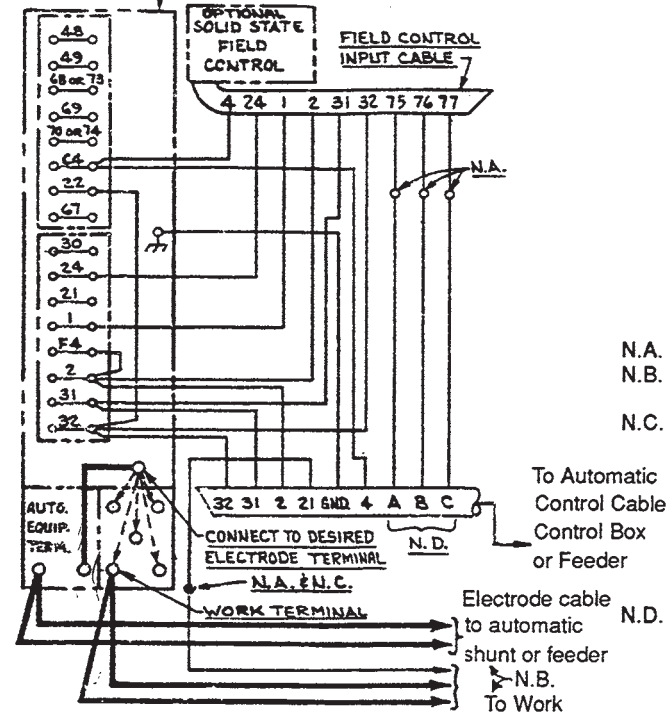 OPTIONAL
SOLID STATE
FIELD
CONTROL
FIELD CONTROL
INPUT CABLE
4 24 1 2 31 32 75 76 77
N.A.
48
49
68 OR 73
69
70 OR 74
C4
22
67
30
24
21
1
F4
2
31
32
N.A.
N.B.
N.C.
32 31 2 21 GND. 4 A B C
N.D.
To Automatic
Control Cable
Control Box
or Feeder
AUTO.
EQUIP.
TERM.
CONNECT TO DESIRED
ELECTRODE TERMINAL
N.A. & N.C.
WORK TERMINAL
Electrode cable
to automatic
shunt or feeder
N.D.
N.B.
To Work